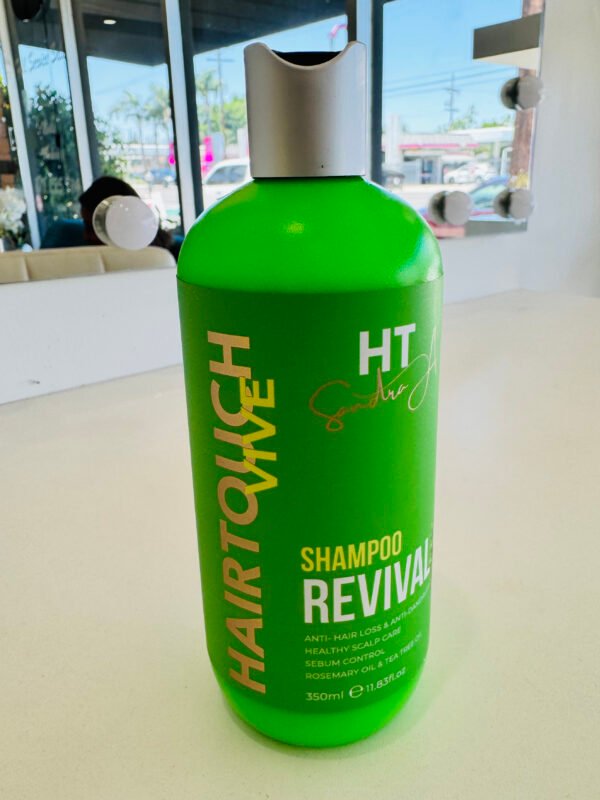 HAIRTOUCH
VIVE
HT
Sandra A
SHAMPOO
REVIVAL
ANTI- HAIR LOSS & ANTI-DANDRUFF
HEALTHY SCALP CARE
SEBUM CONTROL
ROSEMARY OIL & TEA TREE OIL
350ml ℮ 11.83fl.oz